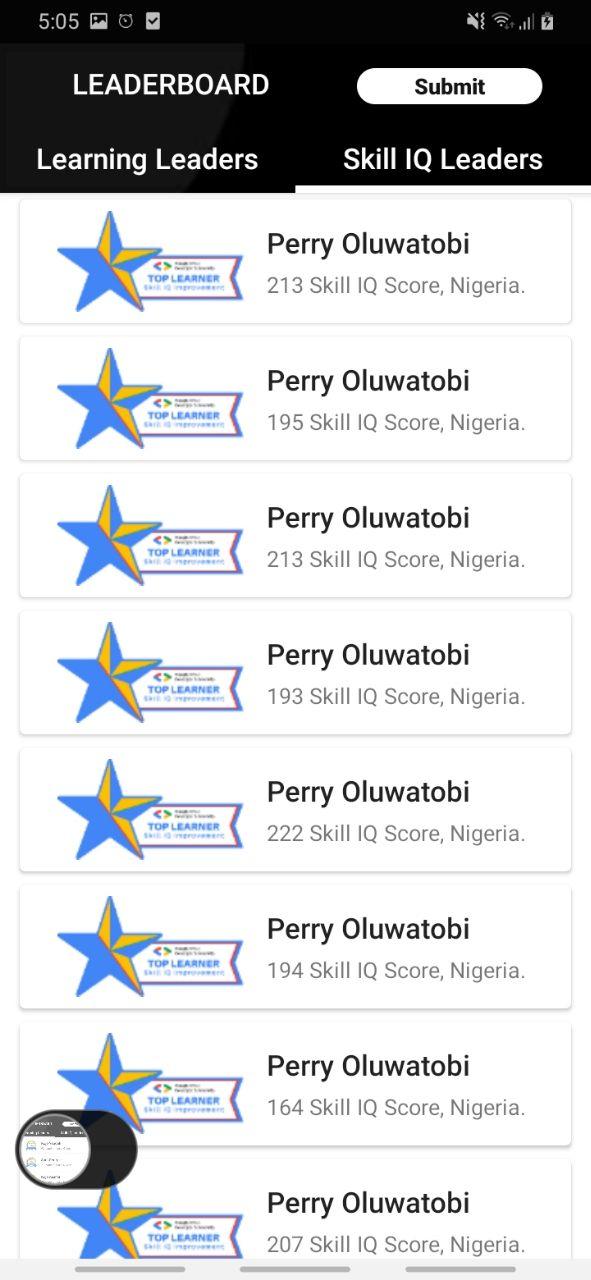 5:05
LEADERBOARD
Submit
Learning Leaders
Skill IQ Leaders
TOP LEARNER
Skill IQ Improvement
Perry Oluwatobi
213 Skill IQ Score, Nigeria.
TOP LEARNER
Skill IQ Improvement
Perry Oluwatobi
195 Skill IQ Score, Nigeria.
TOP LEARNER
Skill IQ Improvement
Perry Oluwatobi
213 Skill IQ Score, Nigeria.
TOP LEARNER
Skill IQ Improvement
Perry Oluwatobi
193 Skill IQ Score, Nigeria.
TOP LEARNER
Skill IQ Improvement
Perry Oluwatobi
222 Skill IQ Score, Nigeria.
TOP LEARNER
Skill IQ Improvement
Perry Oluwatobi
194 Skill IQ Score, Nigeria.
TOP LEARNER
Skill IQ Improvement
Perry Oluwatobi
164 Skill IQ Score, Nigeria.
TOP LEARNER
Skill IQ Improvement
Perry Oluwatobi
207 Skill IQ Score, Nigeria.